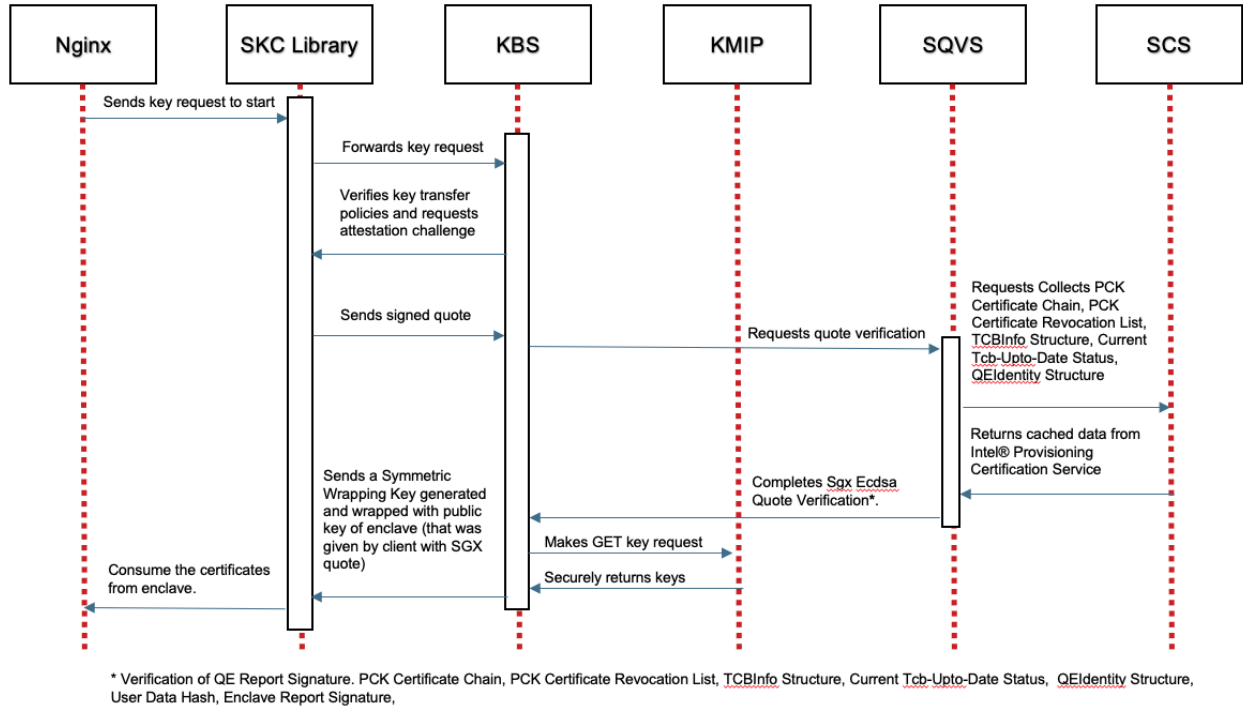 Nginx
SKC Library
KBS
KMIP
SQVS
SCS
Sends key request to start
Forwards key request
Verifies key transfer
policies and requests
attestation challenge
Sends signed quote
Requests quote verification
Requests Collects PCK
Certificate Chain, PCK
Certificate Revocation List,
TCBInfo Structure, Current
Tcb-Upto-Date Status,
QEIdentity Structure
Returns cached data from
Intel® Provisioning
Certification Service
Completes Sgx Ecdsa
Quote Verification*.
Sends a Symmetric
Wrapping Key generated
and wrapped with public
key of enclave (that was
given by client with SGX
quote)
Makes GET key request
Securely returns keys
Consume the certificates
from enclave.
* Verification of QE Report Signature. PCK Certificate Chain, PCK Certificate Revocation List, TCBInfo Structure, Current Tcb-Upto-Date Status, QEIdentity Structure,
User Data Hash, Enclave Report Signature,